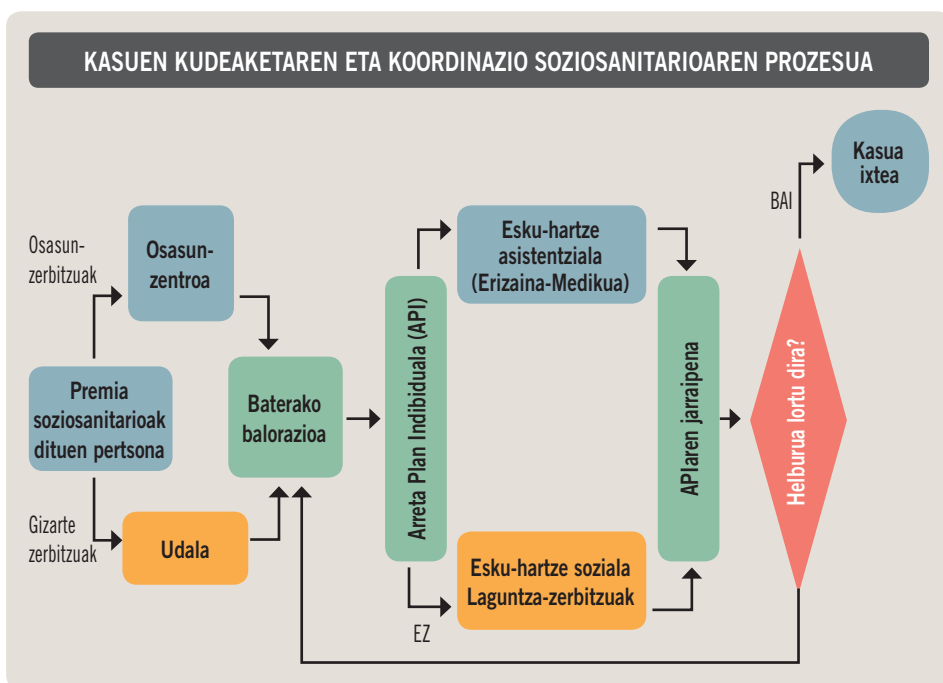 KASUEN KUDEAKETAREN ETA KOORDINAZIO SOZIOSANITARIOAREN PROZESUA
Kasua
ixtea
BAI
Osasun-
zerbitzuak
Osasun-
zentroa
Esku-hartze
asistentziala
(Erizaina-Medikua)
Premia
soziosanitarioak
dituen pertsona
Baterako
balorazioa
Arreta Plan Indibiduala (API)
APIaren jarraipena
Helburua lortu dira?
Gizarte
zerbitzuak
Udala
Esku-hartze soziala
Laguntza-zerbitzuak
EZ